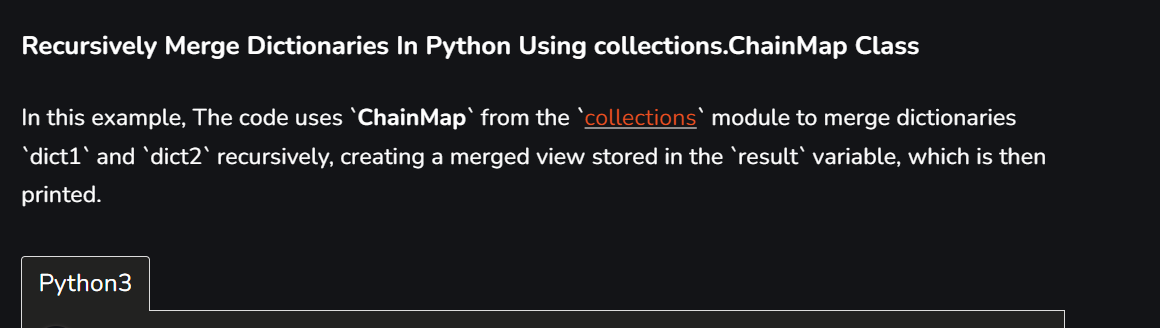 Recursively Merge Dictionaries In Python Using collections.ChainMap Class
In this example, The code uses `ChainMap` from the `collections` module to merge dictionaries
`dict1` and `dict2` recursively, creating a merged view stored in the `result` variable, which is then
printed.
Python3